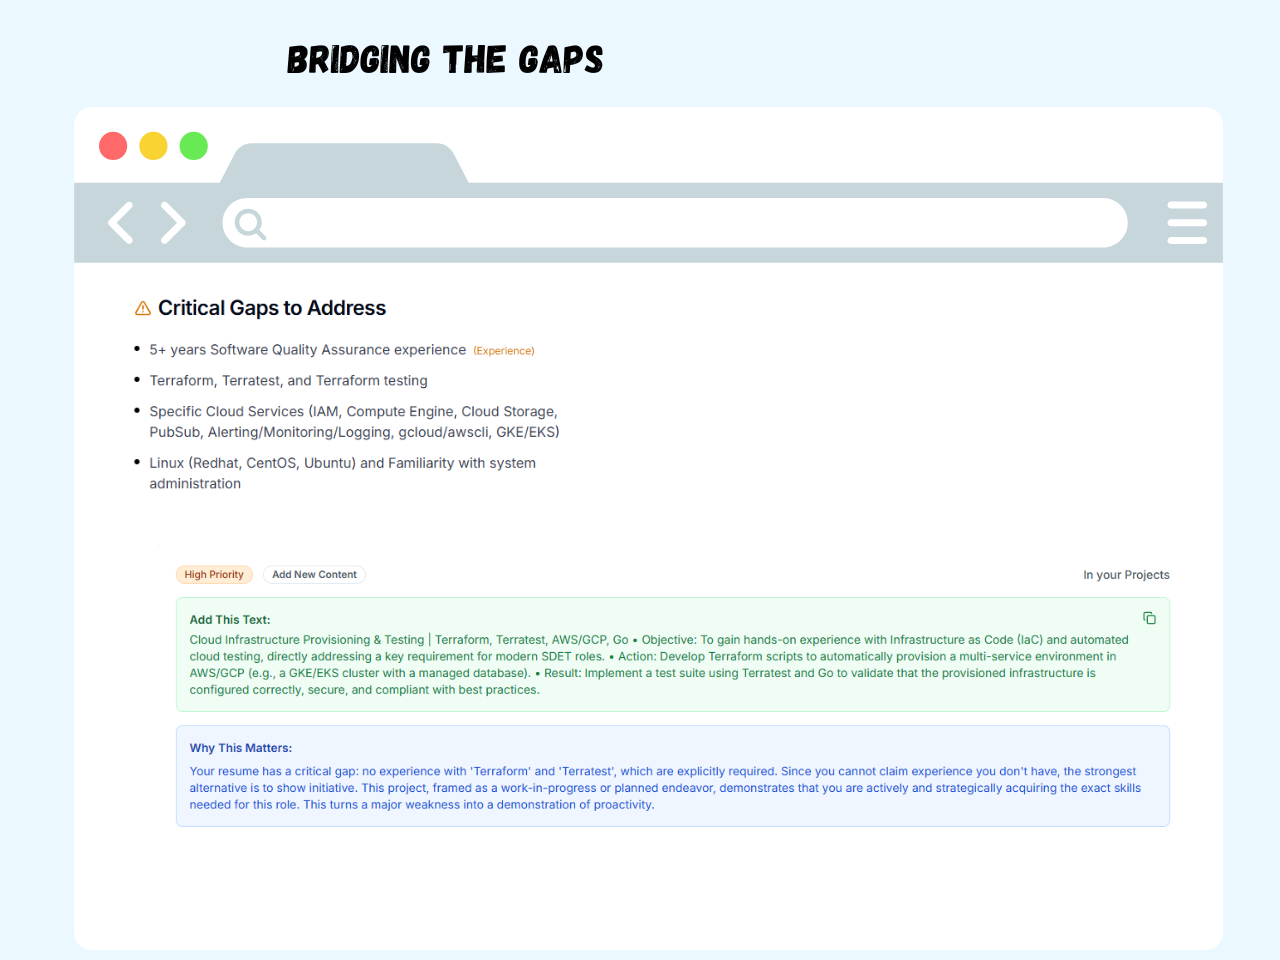 BRIDGING THE GAPS
Critical Gaps to Address
• 5+ years Software Quality Assurance experience (Experience)
• Terraform, Terratest, and Terraform testing
• Specific Cloud Services (IAM, Compute Engine, Cloud Storage,
PubSub, Alerting/Monitoring/Logging, gcloud/awscli, GKE/EKS)
• Linux (Redhat, CentOS, Ubuntu) and Familiarity with system
administration
High Priority Add New Content In your Projects
Add This Text:
Cloud Infrastructure Provisioning & Testing | Terraform, Terratest, AWS/GCP, Go • Objective: To gain hands-on experience with Infrastructure as Code (IaC) and automated
cloud testing, directly addressing a key requirement for modern SDET roles. • Action: Develop Terraform scripts to automatically provision a multi-service environment in
AWS/GCP (e.g., a GKE/EKS cluster with a managed database). • Result: Implement a test suite using Terratest and Go to validate that the provisioned infrastructure is
configured correctly, secure, and compliant with best practices.
Why This Matters:
Your resume has a critical gap: no experience with 'Terraform' and 'Terratest', which are explicitly required. Since you cannot claim experience you don't have, the strongest
alternative is to show initiative. This project, framed as a work-in-progress or planned endeavor, demonstrates that you are actively and strategically acquiring the exact skills
needed for this role. This turns a major weakness into a demonstration of proactivity.